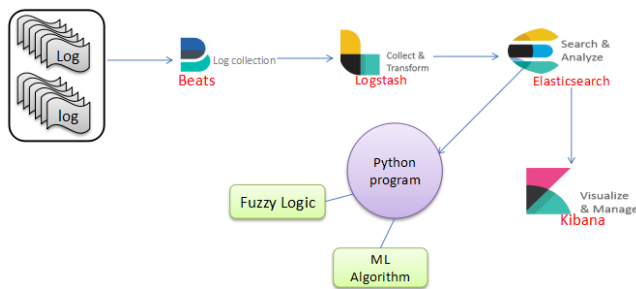 Log
log
Log collection
Beats
Collect &
Transform
Logstash
Search &
Analyze
Elasticsearch
Python
program
Fuzzy Logic
ML
Algorithm
Visualize
& Manage
Kibana